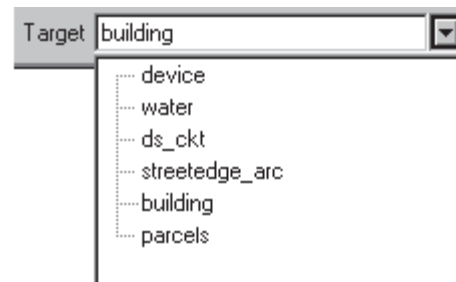 Target building
device
water
ds_ckt
streetedge_arc
building
parcels